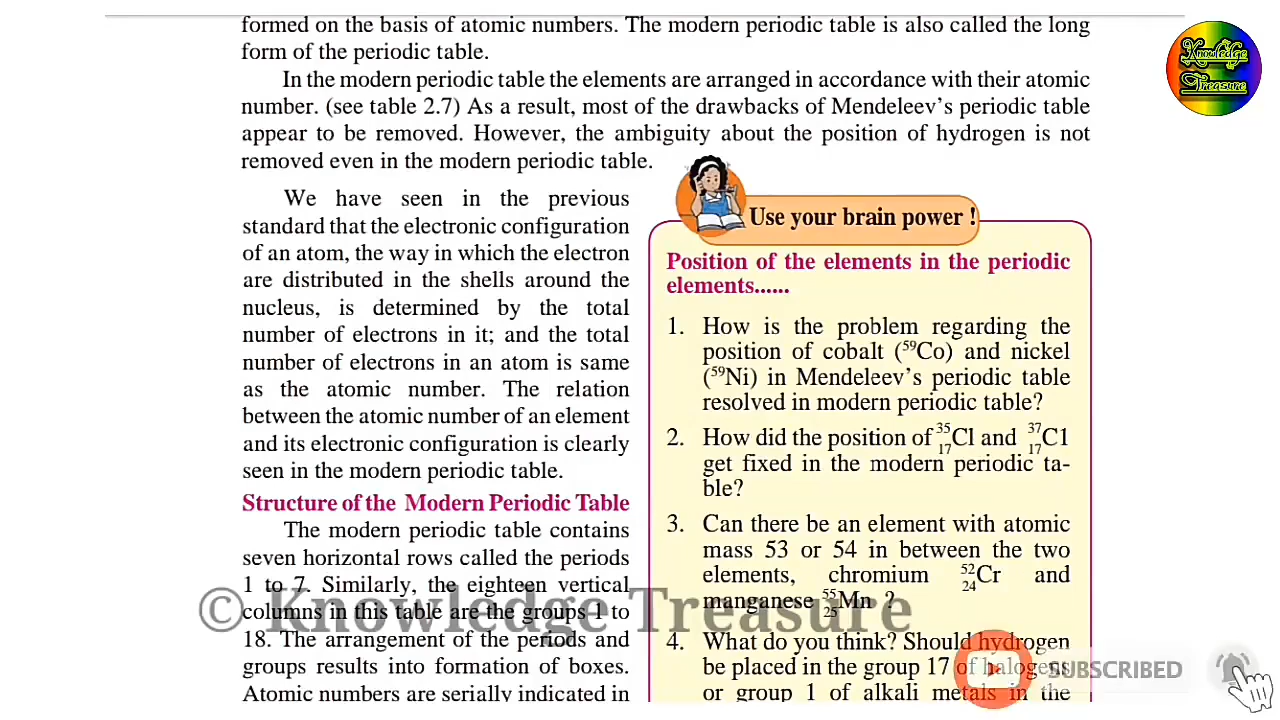 formed on the basis of atomic numbers. The modern periodic table is also called the long
form of the periodic table.
In the modern periodic table the elements are arranged in accordance with their atomic
number. (see table 2.7) As a result, most of the drawbacks of Mendeleev's periodic table
appear to be removed. However, the ambiguity about the position of hydrogen is not
removed even in the modern periodic table.
We have seen in the previous
standard that the electronic configuration
of an atom, the way in which the electron
are distributed in the shells around the
nucleus, is determined by the total
number of electrons in it; and the total
number of electrons in an atom is same
as the atomic number. The relation
between the atomic number of an element
and its electronic configuration is clearly
seen in the modern periodic table.
Structure of the Modern Periodic Table
The modern periodic table contains
seven horizontal rows called the periods
1 to 7. Similarly, the eighteen vertical
columns in this table are the groups 1 to
18. The arrangement of the periods and
groups results into formation of boxes.
Atomic numbers are serially indicated in
Use your brain power !
Position of the elements in the periodic
elements......
1. How is the problem regarding the
position of cobalt (⁵⁹Co) and nickel
(⁵⁹Ni) in Mendeleev's periodic table
resolved in modern periodic table?
2. How did the position of ³⁵₁₇Cl and ³⁷₁₇C1
get fixed in the modern periodic ta-
ble?
3. Can there be an element with atomic
mass 53 or 54 in between the two
elements, chromium ⁵²₂₄Cr and
manganese ⁵⁵₂₅Mn ?
4. What do you think? Should hydrogen
be placed in the group 17 of halogens
or group 1 of alkali metals in the
Knowledge
Treasure
© Knowledge Treasure
SUBSCRIBED